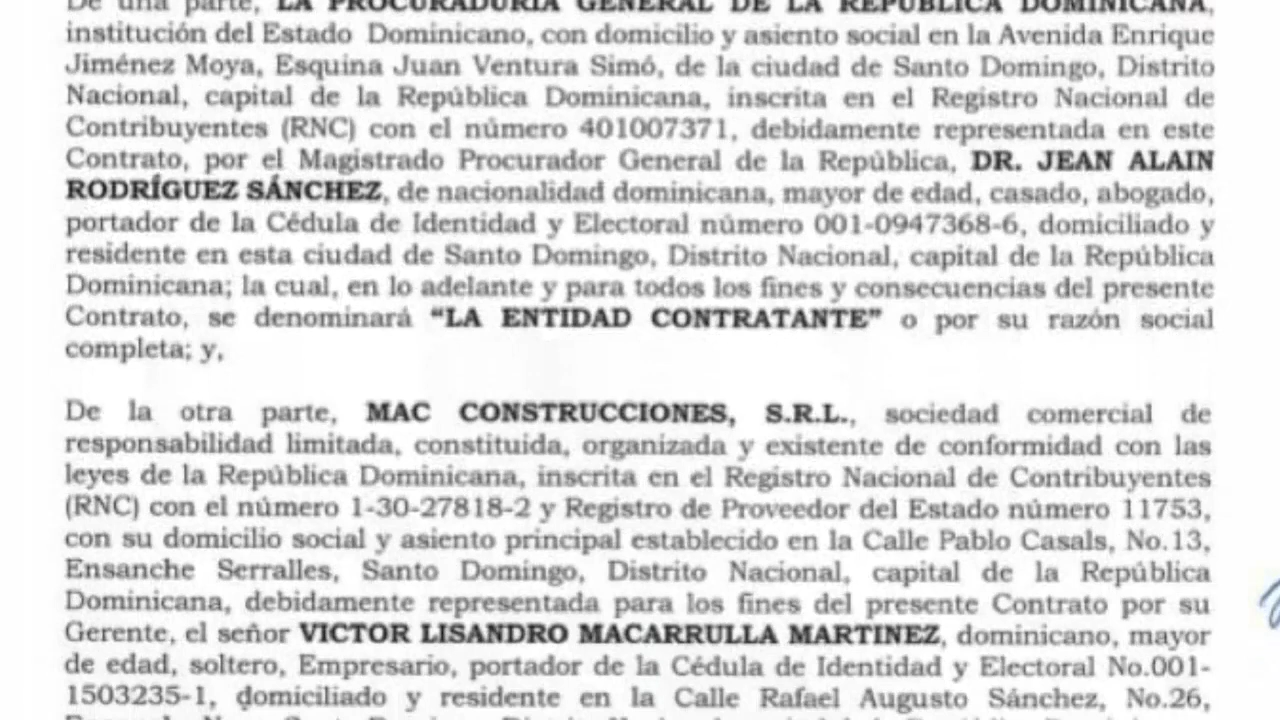 De una parte, LA PROCURADURÍA GENERAL DE LA REPÚBLICA DOMINICANA,
institución del Estado Dominicano, con domicilio y asiento social en la Avenida Enrique
Jiménez Moya, Esquina Juan Ventura Simó, de la ciudad de Santo Domingo, Distrito
Nacional, capital de la República Dominicana, inscrita en el Registro Nacional de
Contribuyentes (RNC) con el número 401007371, debidamente representada en este
Contrato, por el Magistrado Procurador General de la República, DR. JEAN ALAIN
RODRÍGUEZ SÁNCHEZ, de nacionalidad dominicana, mayor de edad, casado, abogado,
portador de la Cédula de Identidad y Electoral número 001-0947368-6, domiciliado y
residente en esta ciudad de Santo Domingo, Distrito Nacional, capital de la República
Dominicana; la cual, en lo adelante y para todos los fines y consecuencias del presente
Contrato, se denominará “LA ENTIDAD CONTRATANTE” o por su razón social
completa; y,
De la otra parte, MAC CONSTRUCCIONES, S.R.L., sociedad comercial de
responsabilidad limitada, constituida, organizada y existente de conformidad con las
leyes de la República Dominicana, inscrita en el Registro Nacional de Contribuyentes
(RNC) con el número 1-30-27818-2 y Registro de Proveedor del Estado número 11753,
con su domicilio social y asiento principal establecido en la Calle Pablo Casals, No.13,
Ensanche Serralles, Santo Domingo, Distrito Nacional, capital de la República
Dominicana, debidamente representada para los fines del presente Contrato por su
Gerente, el señor VICTOR LISANDRO MACARRULLA MARTINEZ, dominicano, mayor
de edad, soltero, Empresario, portador de la Cédula de Identidad y Electoral No.001-
1503235-1, domiciliado y residente en la Calle Rafael Augusto Sánchez, No.26,